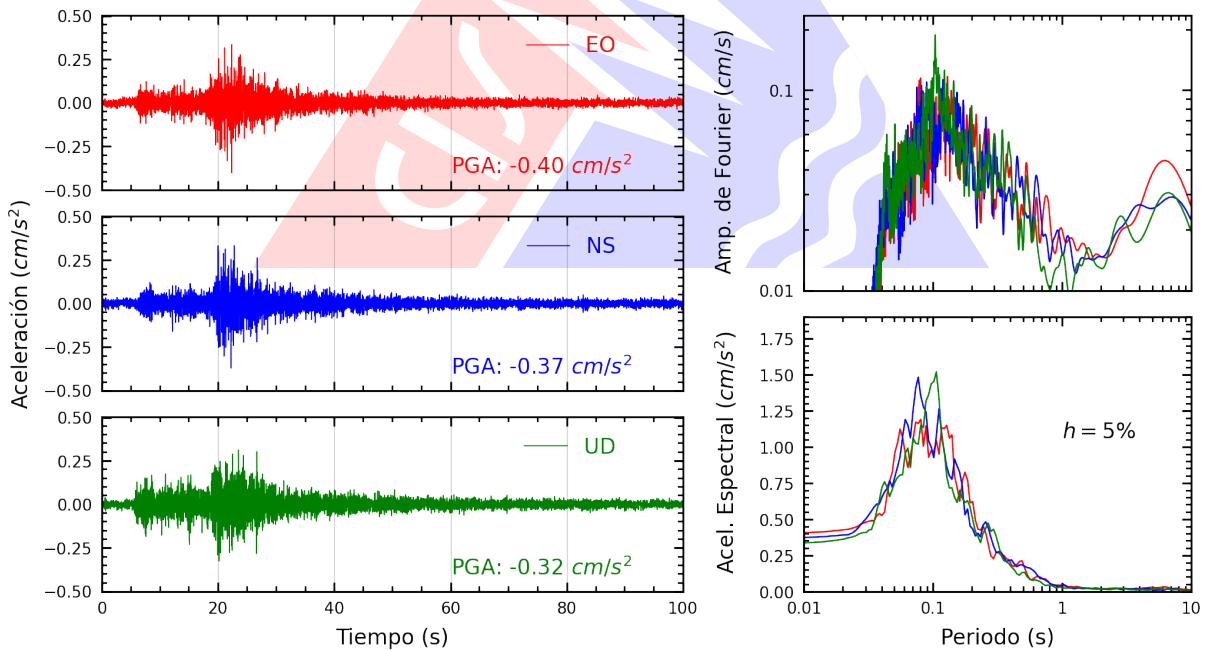 Aceleración (cm/s²)
0.50
0.25
0.00
−0.25
−0.50
EO
PGA: -0.40 cm/s²
0.50
0.25
0.00
−0.25
−0.50
NS
PGA: -0.37 cm/s²
0.50
0.25
0.00
−0.25
−0.50
UD
PGA: -0.32 cm/s²
0
20
40
60
80
100
Tiempo (s)
Amp. de Fourier (cm/s)
0.1
0.01
Acel. Espectral (cm/s²)
1.75
1.50
1.25
1.00
0.75
0.50
0.25
0.00
h = 5%
0.01
0.1
1
10
Periodo (s)